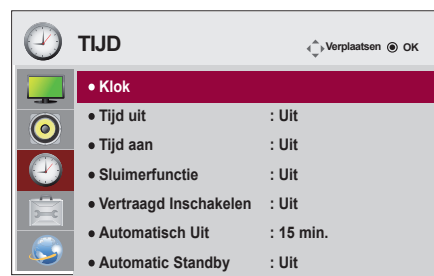 TIJD Verplaatsen OK
• Klok
• Tijd uit : Uit
• Tijd aan : Uit
• Sluimerfunctie : Uit
• Vertraagd Inschakelen : Uit
• Automatisch Uit : 15 min.
• Automatic Standby : Uit